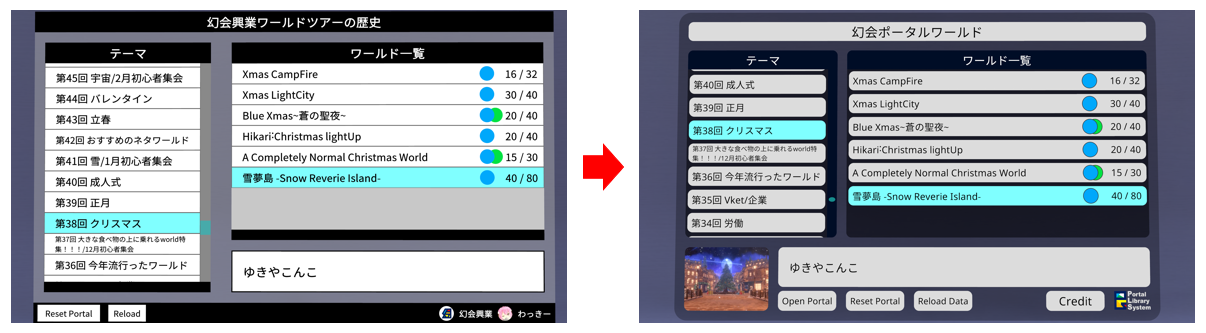 幻会興業ワールドツアーの歴史
テーマ
第45回 宇宙/2月初心者集会
第44回 バレンタイン
第43回 立春
第42回 おすすめのネタワールド
第41回 雪/1月初心者集会
第40回 成人式
第39回 正月
第38回 クリスマス
第37回 大きな食べ物の上に乗れるworld特
集！！！/12月初心者集会
第36回 今年流行ったワールド
ワールド一覧
Xmas CampFire 16 / 32
Xmas LightCity 30 / 40
Blue Xmas~蒼の聖夜~ 20 / 40
Hikari:Christmas lightUp 20 / 40
A Completely Normal Christmas World 15 / 30
雪夢島 -Snow Reverie Island- 40 / 80
ゆきやこんこ
Reset Portal Reload
幻会興業 わっきー
幻会ポータルワールド
テーマ
第40回 成人式
第39回 正月
第38回 クリスマス
第37回 大きな食べ物の上に乗れるworld特
集！！！/12月初心者集会
第36回 今年流行ったワールド
第35回 Vket/企業
第34回 労働
ワールド一覧
Xmas CampFire 16 / 32
Xmas LightCity 30 / 40
Blue Xmas~蒼の聖夜~ 20 / 40
Hikari:Christmas lightUp 20 / 40
A Completely Normal Christmas World 15 / 30
雪夢島 -Snow Reverie Island- 40 / 80
ゆきやこんこ
Open Portal Reset Portal Reload Data Credit
Portal
Library
System